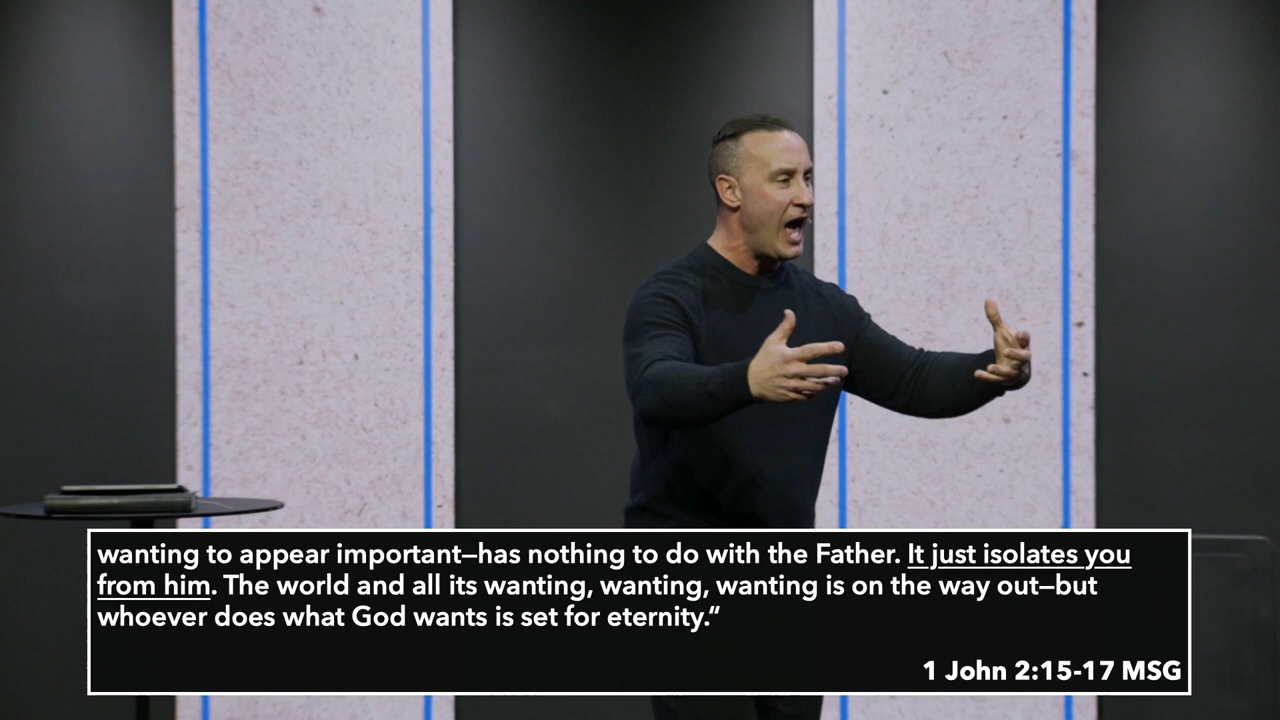 wanting to appear important—has nothing to do with the Father. It just isolates you
from him. The world and all its wanting, wanting, wanting is on the way out—but
whoever does what God wants is set for eternity.”
1 John 2:15-17 MSG